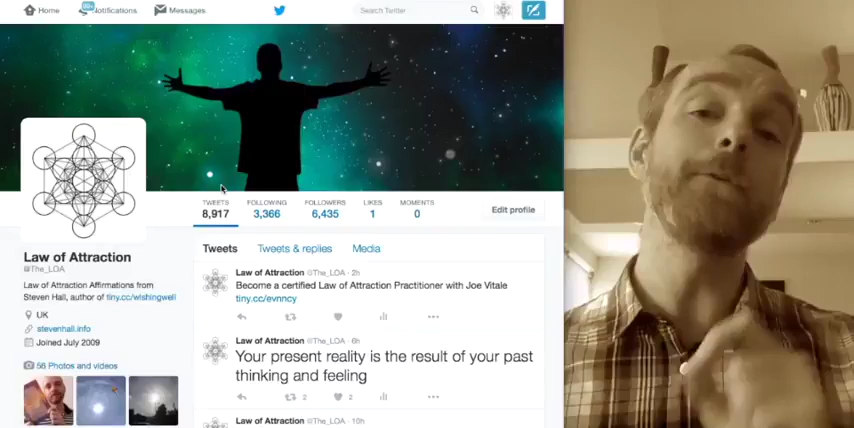 Home
Notifications
Messages
Search Twitter
TWEETS
8,917
FOLLOWING
3,366
FOLLOWERS
6,435
LIKES
1
MOMENTS
0
Edit profile
Law of Attraction
@The_LOA
Law of Attraction Affirmations from
Steven Hall, author of tiny.cc/wishingwell
UK
stevenhall.info
Joined July 2009
56 Photos and videos
Tweets
Tweets & replies
Media
Law of Attraction @The_LOA · 2h
Become a certified Law of Attraction Practitioner with Joe Vitale
tiny.cc/evnncy
Law of Attraction @The_LOA · 6h
Your present reality is the result of your past
thinking and feeling
2
2
Law of Attraction @The_LOA · 10h